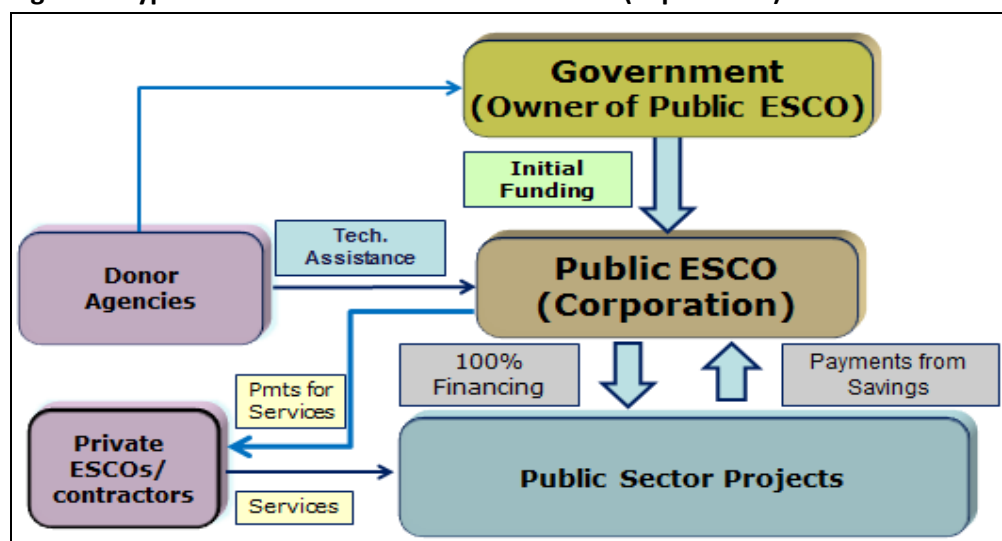 Government
(Owner of Public ESCO)
Initial
Funding
Tech.
Assistance
Donor
Agencies
Public ESCO
(Corporation)
100%
Financing
Payments from
Savings
Pmts for
Services
Private
ESCOs/
contractors
Services
Public Sector Projects